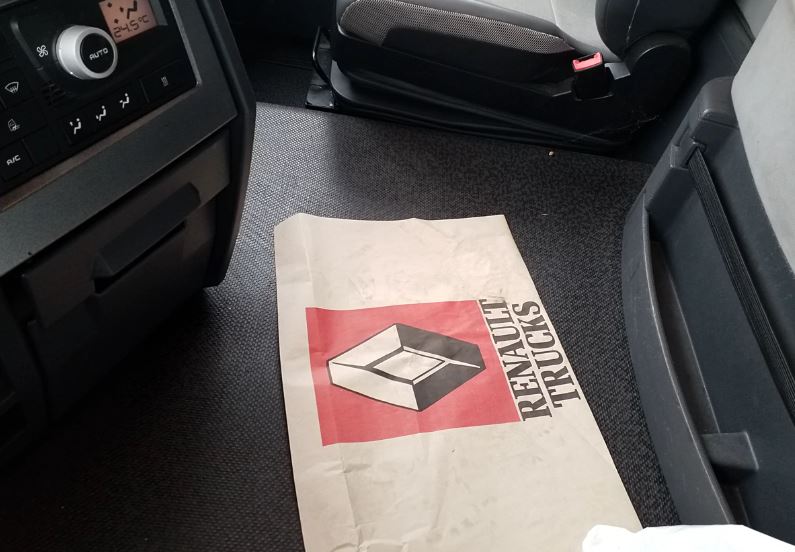 24.5°C
AUTO
A/C
RENAULT
TRUCKS